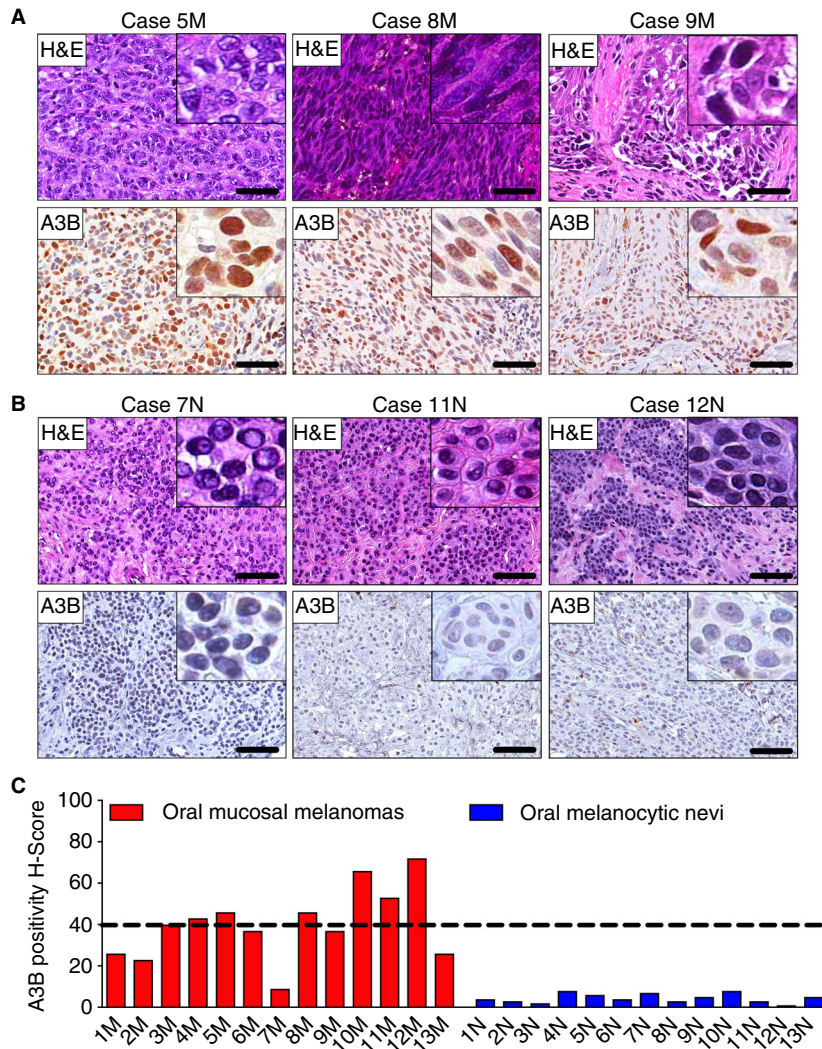 A
Case 5M Case 8M Case 9M
H&E H&E H&E
A3B A3B A3B
B
Case 7N Case 11N Case 12N
H&E H&E H&E
A3B A3B A3B
C
100
80
60
40
20
0
A3B positivity H-Score
Oral mucosal melanomas Oral melanocytic nevi
1M 2M 3M 4M 5M 6M 7M 8M 9M 10M 11M 12M 13M 1N 2N 3N 4N 5N 6N 7N 8N 9N 10N 11N 12N 13N